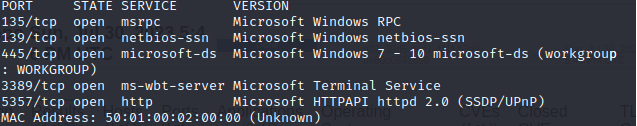 PORT     STATE SERVICE       VERSION
135/tcp  open  msrpc         Microsoft Windows RPC
139/tcp  open  netbios-ssn   Microsoft Windows netbios-ssn
445/tcp  open  microsoft-ds  Microsoft Windows 7 - 10 microsoft-ds (workgroup
: WORKGROUP)
3389/tcp open  ms-wbt-server Microsoft Terminal Service
5357/tcp open  http          Microsoft HTTPAPI httpd 2.0 (SSDP/UPnP)
MAC Address: 50:01:00:02:00:00 (Unknown)